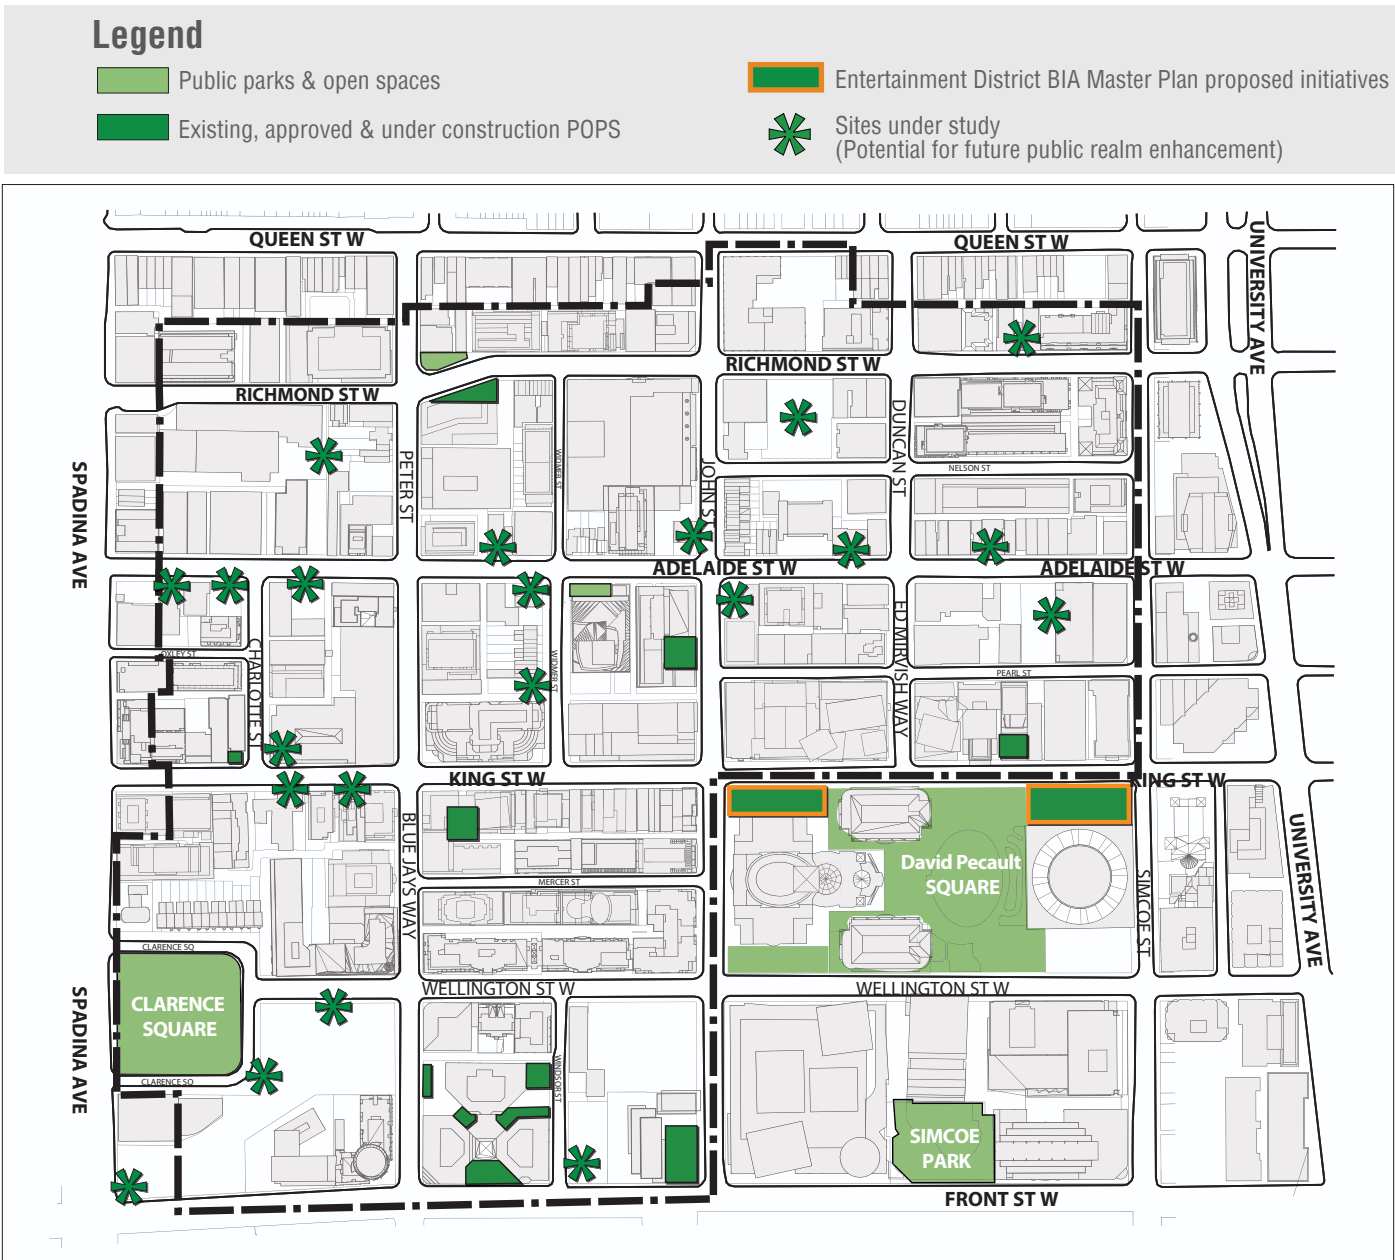 Legend
Public parks & open spaces
Existing, approved & under construction POPS
Entertainment District BIA Master Plan proposed initiatives
Sites under study
(Potential for future public realm enhancement)
QUEEN ST W
QUEEN ST W
UNIVERSITY AVE
RICHMOND ST W
RICHMOND ST W
SPADINA AVE
PETER ST
WIDMER ST
JOHN ST
DUNCAN ST
NELSON ST
ADELAIDE ST W
ADELAIDE ST W
OXLEY ST
CHARLOTTE ST
WIDMER ST
ED MIRVISH WAY
PEARL ST
KING ST W
KING ST W
BLUE JAYS WAY
MERCER ST
David Pecault
SQUARE
SIMCOE ST
UNIVERSITY AVE
CLARENCE SQ
CLARENCE
SQUARE
CLARENCE SQ
SPADINA AVE
WELLINGTON ST W
WELLINGTON ST W
WINDSOR ST
SIMCOE
PARK
FRONT ST W